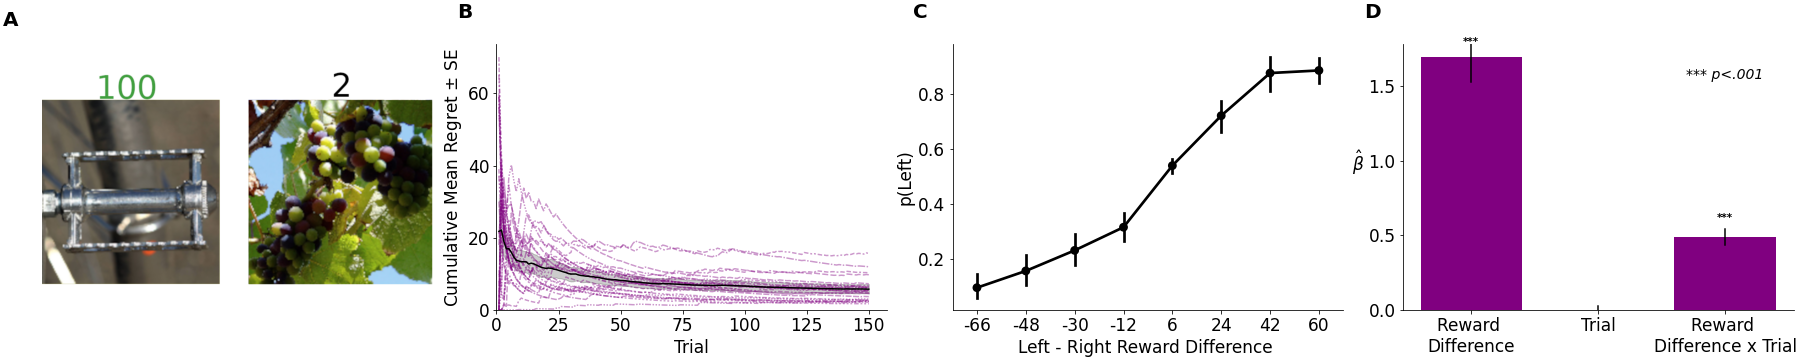 A
100
2
B
Cumulative Mean Regret ± SE
60
40
20
0
0 25 50 75 100 125 150
Trial
C
p(Left)
0.8
0.6
0.4
0.2
-66 -48 -30 -12 6 24 42 60
Left - Right Reward Difference
D
β̂
1.5
1.0
0.5
0.0
***
*** p<.001
***
Reward
Difference
Trial
Reward
Difference x Trial